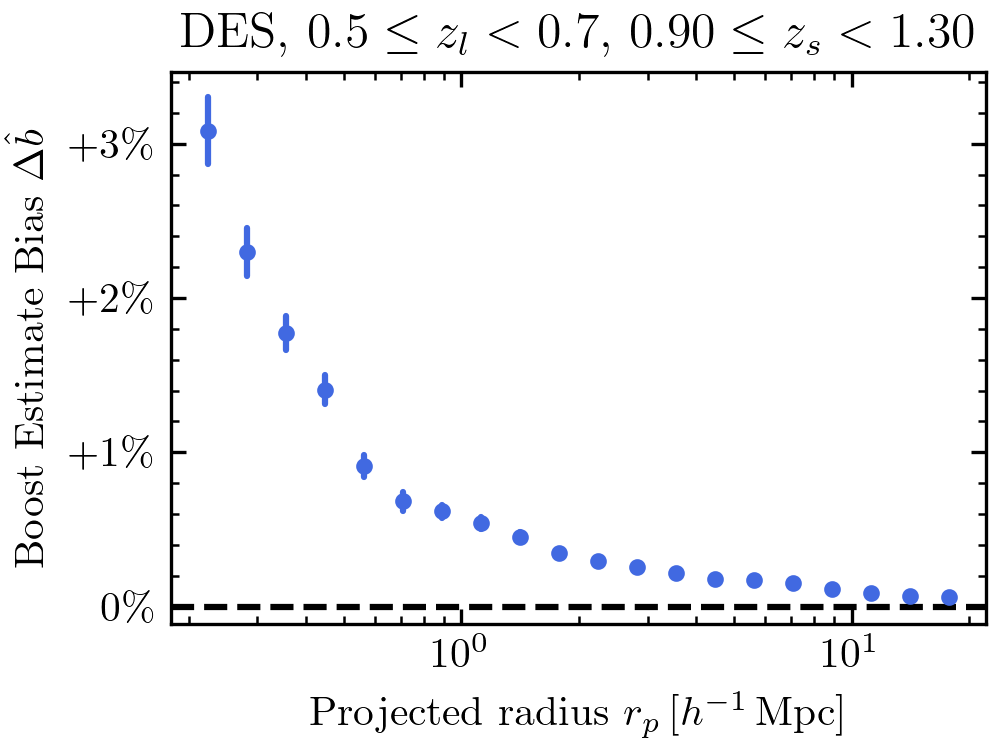 DES, 0.5 ≤ z_l < 0.7, 0.90 ≤ z_s < 1.30
Boost Estimate Bias Δb̂
+3%
+2%
+1%
0%
10^0
10^1
Projected radius r_p [h^{-1} Mpc]